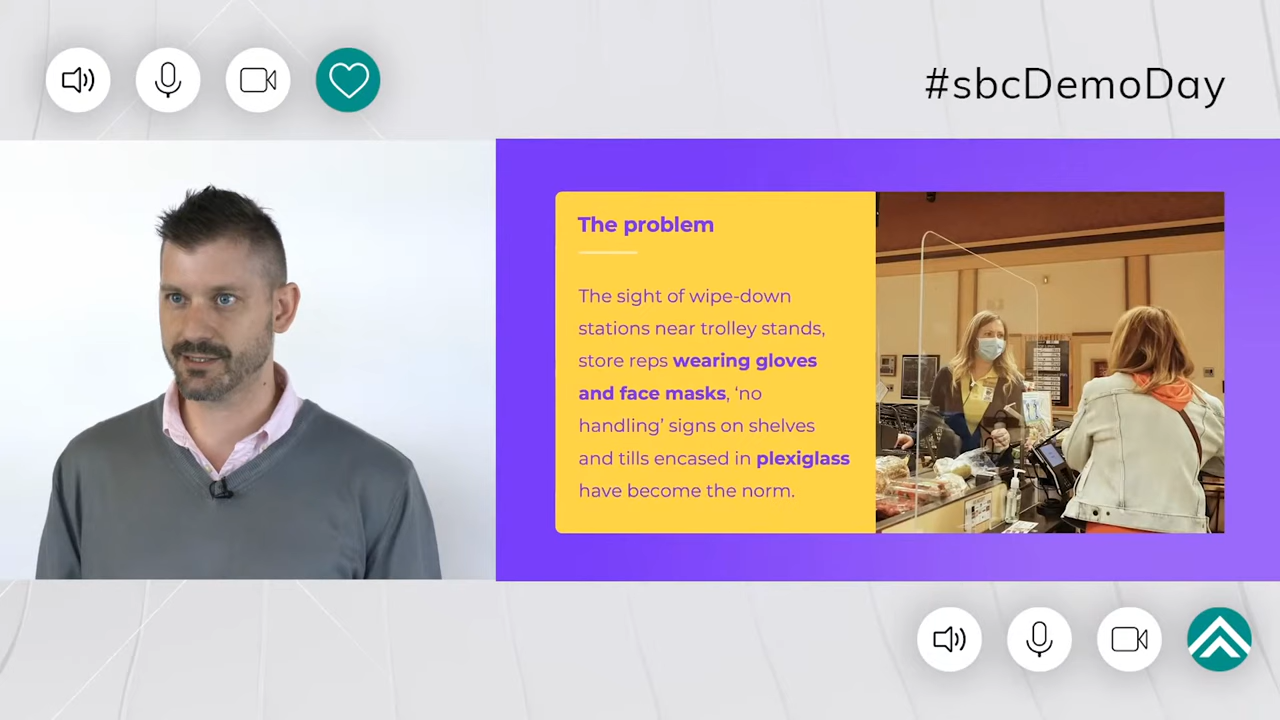 #sbcDemoDay
The problem
The sight of wipe-down
stations near trolley stands,
store reps wearing gloves
and face masks, ‘no
handling’ signs on shelves
and tills encased in plexiglass
have become the norm.